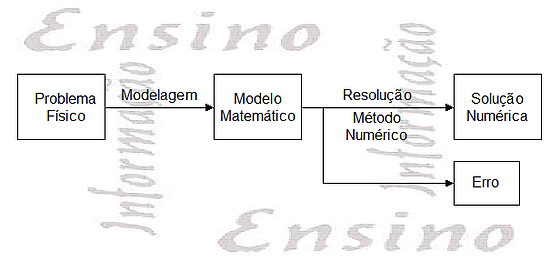 Ensino
Informação
Informação
Problema
Físico
Modelagem
Modelo
Matemático
Resolução
Método
Numérico
Solução
Numérica
Erro
Ensino